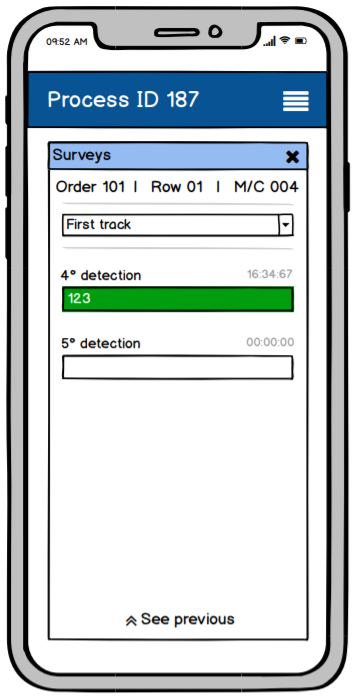 09:52 AM
Process ID 187
Surveys
Order 101 | Row 01 | M/C 004
First track
4° detection 16:34:67
123
5° detection 00:00:00
See previous